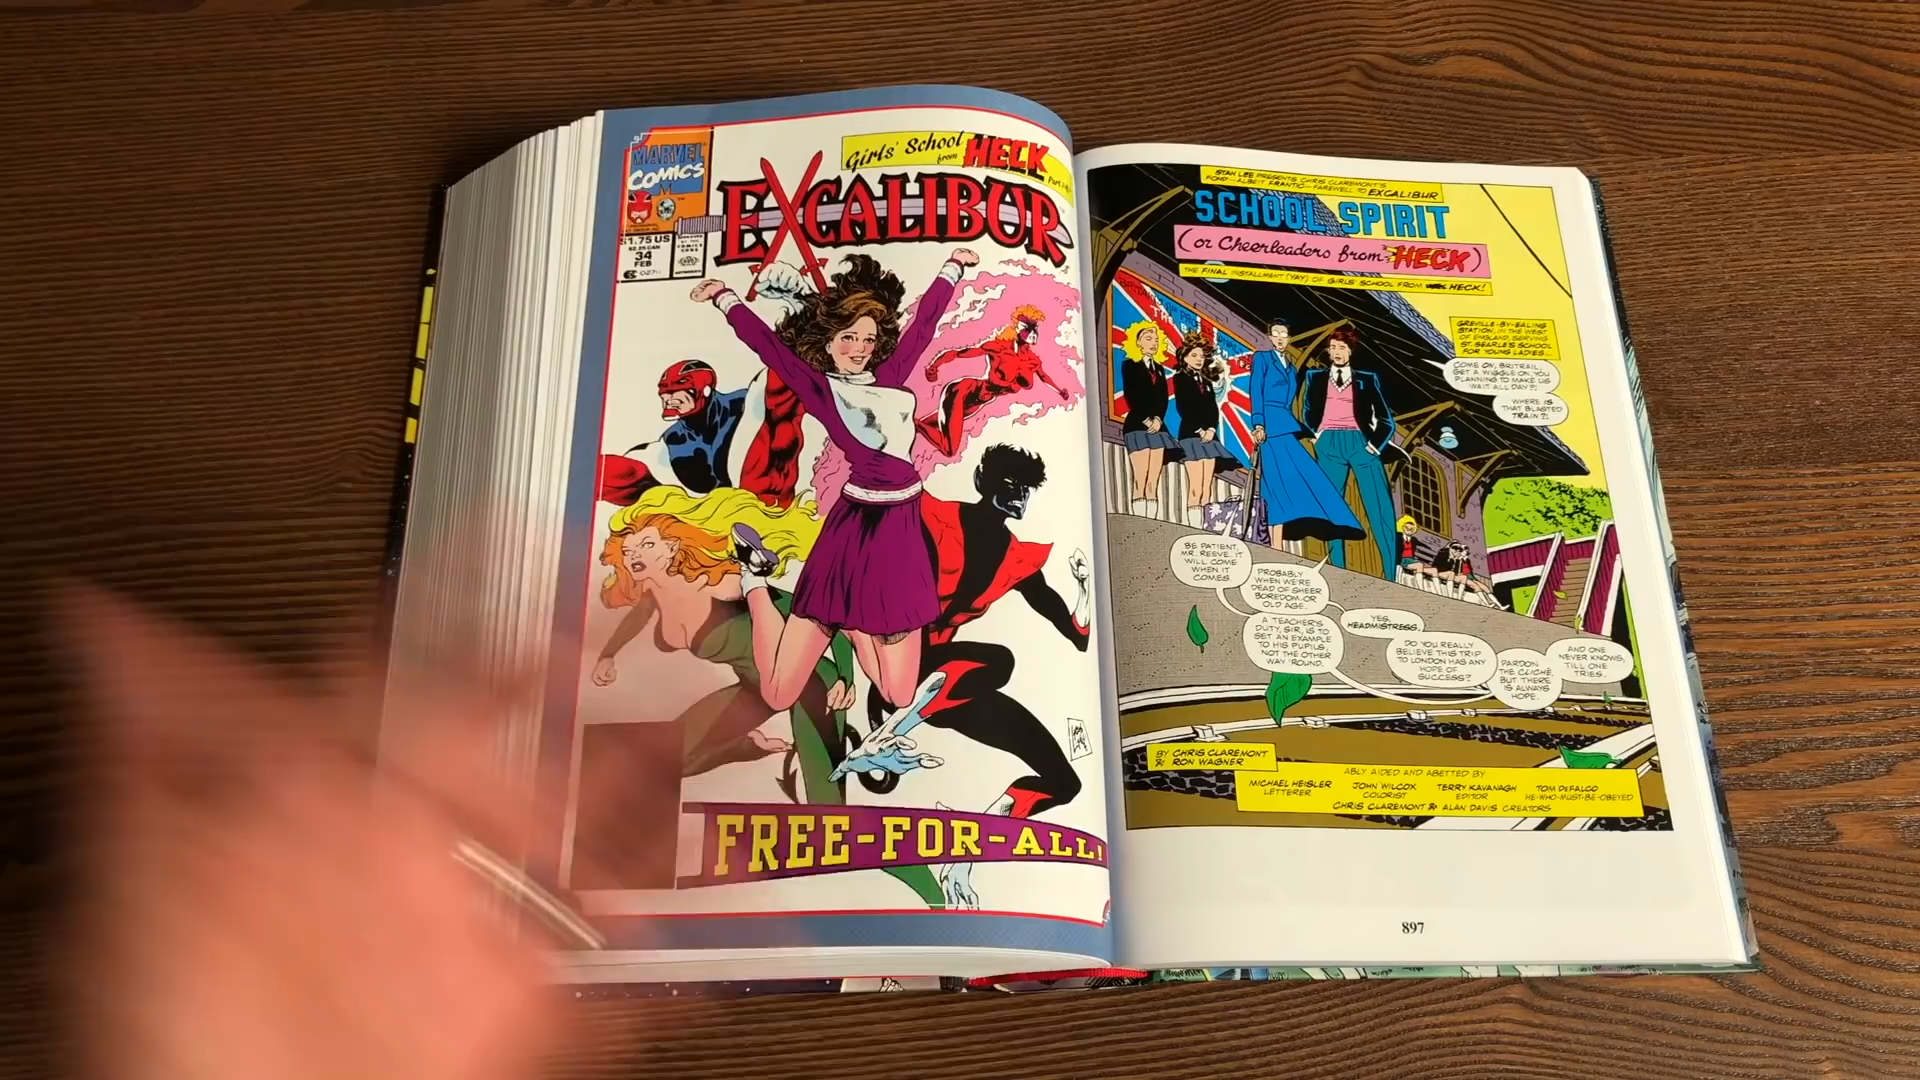 MARVEL
COMICS
$1.75 US
$2.25 CAN
34
FEB
APPROVED
BY THE
COMICS
CODE
AUTHORITY
Girls' School
from HECK
EXCALIBUR
FREE-FOR-ALL!
STAN LEE PRESENTS CHRIS CLAREMONT'S
FOND--ALBEIT FRANTIC--FAREWELL TO EXCALIBUR
SCHOOL SPIRIT
(or Cheerleaders from HECK)
THE FINAL INSTALLMENT (YAY) OF GIRLS' SCHOOL FROM HECK!
GREVILLE-BY-EALING
STATION, IN THE WEST
OF ENGLAND, SERVING
ST. SEARLE'S SCHOOL
FOR YOUNG LADIES...
COME ON, BRITRAIL,
GET A WIGGLE ON, YOU
PLANNING TO MAKE US
WAIT ALL DAY?!
WHERE IS
THAT BLASTED
TRAIN?!
BE PATIENT,
MR. REEVE. IT
WILL COME
WHEN IT
COMES.
PROBABLY
WHEN WE'RE
DEAD OF SHEER
BOREDOM--OR
OLD AGE.
A TEACHER'S
DUTY, SIR, IS TO
SET AN EXAMPLE
TO HIS PUPILS,
NOT THE OTHER
WAY 'ROUND.
YES,
HEADMISTRESS.
DO YOU REALLY
BELIEVE THIS TRIP
TO LONDON HAS ANY
HOPE OF
SUCCESS?
PARDON
THE CLICHÉ,
BUT THERE
IS ALWAYS
HOPE.
AND ONE
NEVER KNOWS,
TILL ONE
TRIES.
BY CHRIS CLAREMONT
& RON WAGNER
ABLY AIDED AND ABETTED BY
MICHAEL HEISLER JOHN WILCOX TERRY KAVANAGH TOM DeFALCO
LETTERER COLORIST EDITOR HE-WHO-MUST-BE-OBEYED
CHRIS CLAREMONT & ALAN DAVIS CREATORS
897